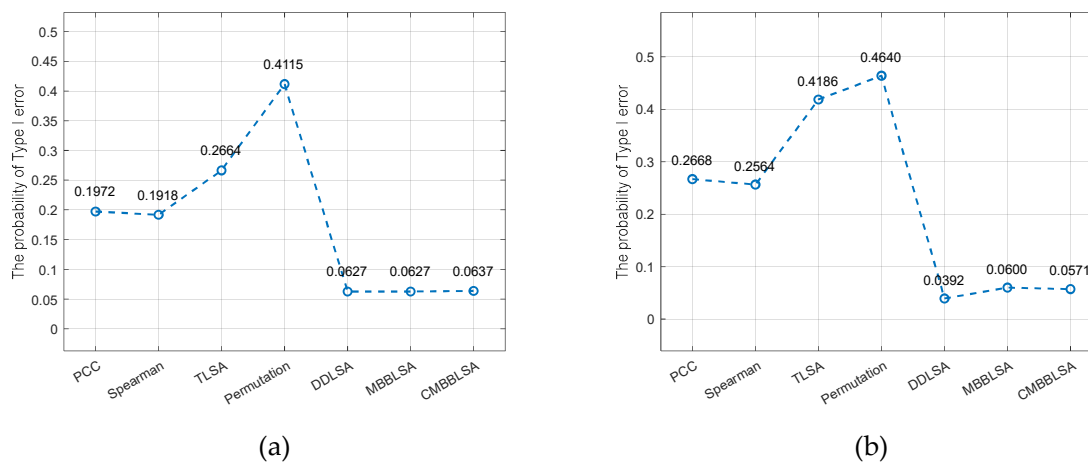 The probability of Type I error
0.5
0.45
0.4
0.35
0.3
0.25
0.2
0.15
0.1
0.05
0
0.1972
0.1918
0.2664
0.4115
0.0627
0.0627
0.0637
PCC
Spearman
TLSA
Permutation
DDLSA
MBBLSA
CMBBLSA
(a)
The probability of Type I error
0.5
0.4
0.3
0.2
0.1
0
0.2668
0.2564
0.4186
0.4640
0.0392
0.0600
0.0571
PCC
Spearman
TLSA
Permutation
DDLSA
MBBLSA
CMBBLSA
(b)